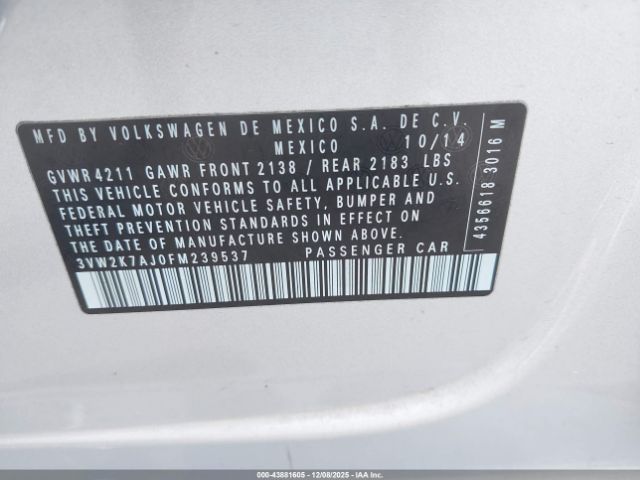 MFD BY VOLKSWAGEN DE MEXICO S.A. DE C.V.
MEXICO 10/14
GVWR 4211 GAWR FRONT 2138 / REAR 2183 LBS
THIS VEHICLE CONFORMS TO ALL APPLICABLE U.S.
FEDERAL MOTOR VEHICLE SAFETY, BUMPER AND
THEFT PREVENTION STANDARDS IN EFFECT ON
THE DATE OF MANUFACTURE SHOWN ABOVE.
3VW2K7AJ0FM239537 PASSENGER CAR
4356618 3016 M
000-43881605 - 12/08/2025 - IAAI.COM